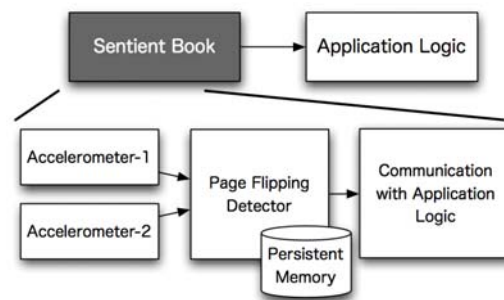 Sentient Book
Application Logic
Accelerometer-1
Accelerometer-2
Page Flipping
Detector
Persistent
Memory
Communication
with Application
Logic